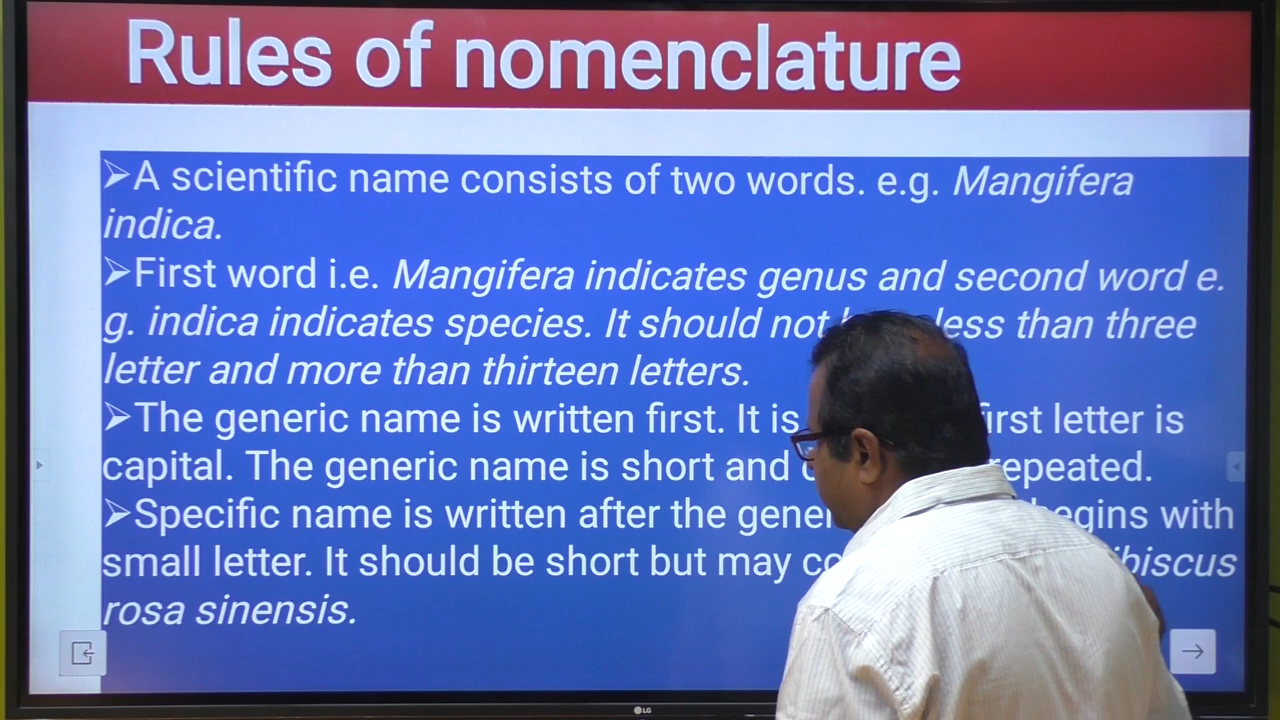 Rules of nomenclature
➢A scientific name consists of two words. e.g. Mangifera
indica.
➢First word i.e. Mangifera indicates genus and second word e.
g. indica indicates species. It should not less than three
letter and more than thirteen letters.
➢The generic name is written first. It is first letter is
capital. The generic name is short and repeated.
➢Specific name is written after the begins with
small letter. It should be short but may
rosa sinensis.
LG